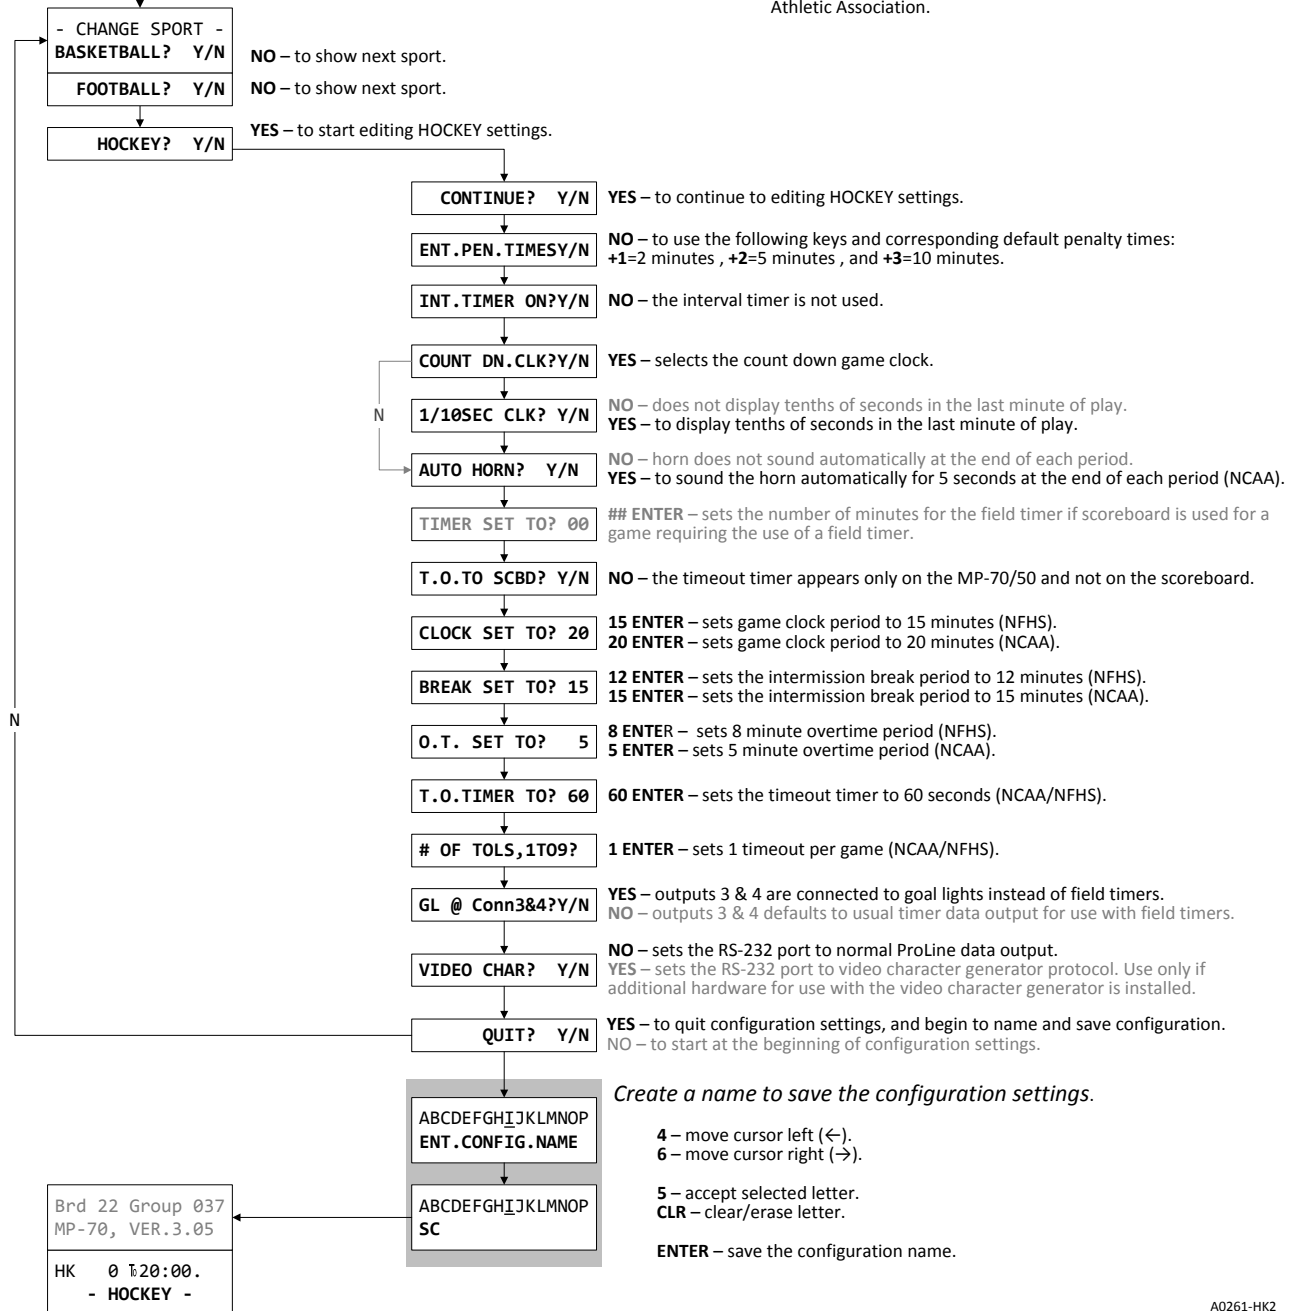 Athletic Association.
- CHANGE SPORT -
BASKETBALL? Y/N
NO – to show next sport.
FOOTBALL? Y/N
NO – to show next sport.
HOCKEY? Y/N
YES – to start editing HOCKEY settings.
CONTINUE? Y/N
YES – to continue to editing HOCKEY settings.
ENT.PEN.TIMESY/N
NO – to use the following keys and corresponding default penalty times:
+1=2 minutes , +2=5 minutes , and +3=10 minutes.
INT.TIMER ON?Y/N
NO – the interval timer is not used.
COUNT DN.CLK?Y/N
YES – selects the count down game clock.
N
1/10SEC CLK? Y/N
NO – does not display tenths of seconds in the last minute of play.
YES – to display tenths of seconds in the last minute of play.
AUTO HORN? Y/N
NO – horn does not sound automatically at the end of each period.
YES – to sound the horn automatically for 5 seconds at the end of each period (NCAA).
TIMER SET TO? 00
## ENTER – sets the number of minutes for the field timer if scoreboard is used for a
game requiring the use of a field timer.
T.O.TO SCBD? Y/N
NO – the timeout timer appears only on the MP-70/50 and not on the scoreboard.
CLOCK SET TO? 20
15 ENTER – sets game clock period to 15 minutes (NFHS).
20 ENTER – sets game clock period to 20 minutes (NCAA).
BREAK SET TO? 15
12 ENTER – sets the intermission break period to 12 minutes (NFHS).
15 ENTER – sets the intermission break period to 15 minutes (NCAA).
N
O.T. SET TO? 5
8 ENTER – sets 8 minute overtime period (NFHS).
5 ENTER – sets 5 minute overtime period (NCAA).
T.O.TIMER TO? 60
60 ENTER – sets the timeout timer to 60 seconds (NCAA/NFHS).
# OF TOLS,1TO9?
1 ENTER – sets 1 timeout per game (NCAA/NFHS).
GL @ Conn3&4?Y/N
YES – outputs 3 & 4 are connected to goal lights instead of field timers.
NO – outputs 3 & 4 defaults to usual timer data output for use with field timers.
VIDEO CHAR? Y/N
NO – sets the RS-232 port to normal ProLine data output.
YES – sets the RS-232 port to video character generator protocol. Use only if
additional hardware for use with the video character generator is installed.
QUIT? Y/N
YES – to quit configuration settings, and begin to name and save configuration.
NO – to start at the beginning of configuration settings.
Create a name to save the configuration settings.
ABCDEFGHIJKLMNOP
ENT.CONFIG.NAME
4 – move cursor left (←).
6 – move cursor right (→).
ABCDEFGHIJKLMNOP
SC
5 – accept selected letter.
CLR – clear/erase letter.
ENTER – save the configuration name.
Brd 22 Group 037
MP-70, VER.3.05
HK 0 20:00.
- HOCKEY -
A0261-HK2